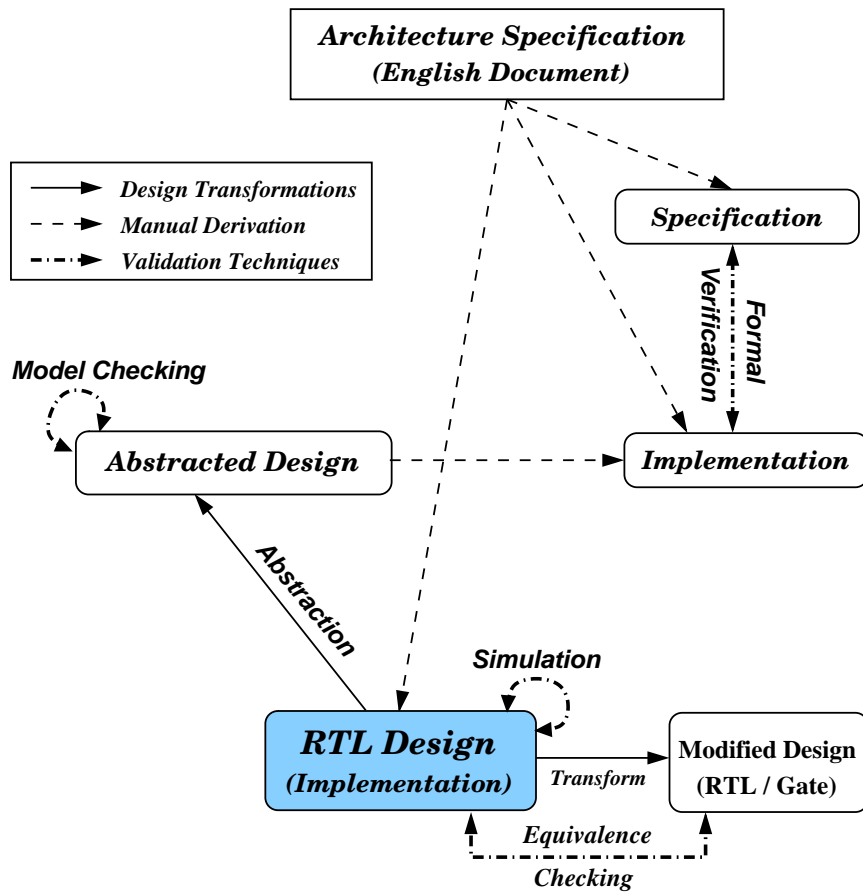 Architecture Specification
(English Document)
Design Transformations
Manual Derivation
Validation Techniques
Specification
Formal
Verification
Model Checking
Abstracted Design
Implementation
Abstraction
Simulation
RTL Design
(Implementation)
Transform
Modified Design
(RTL / Gate)
Equivalence
Checking